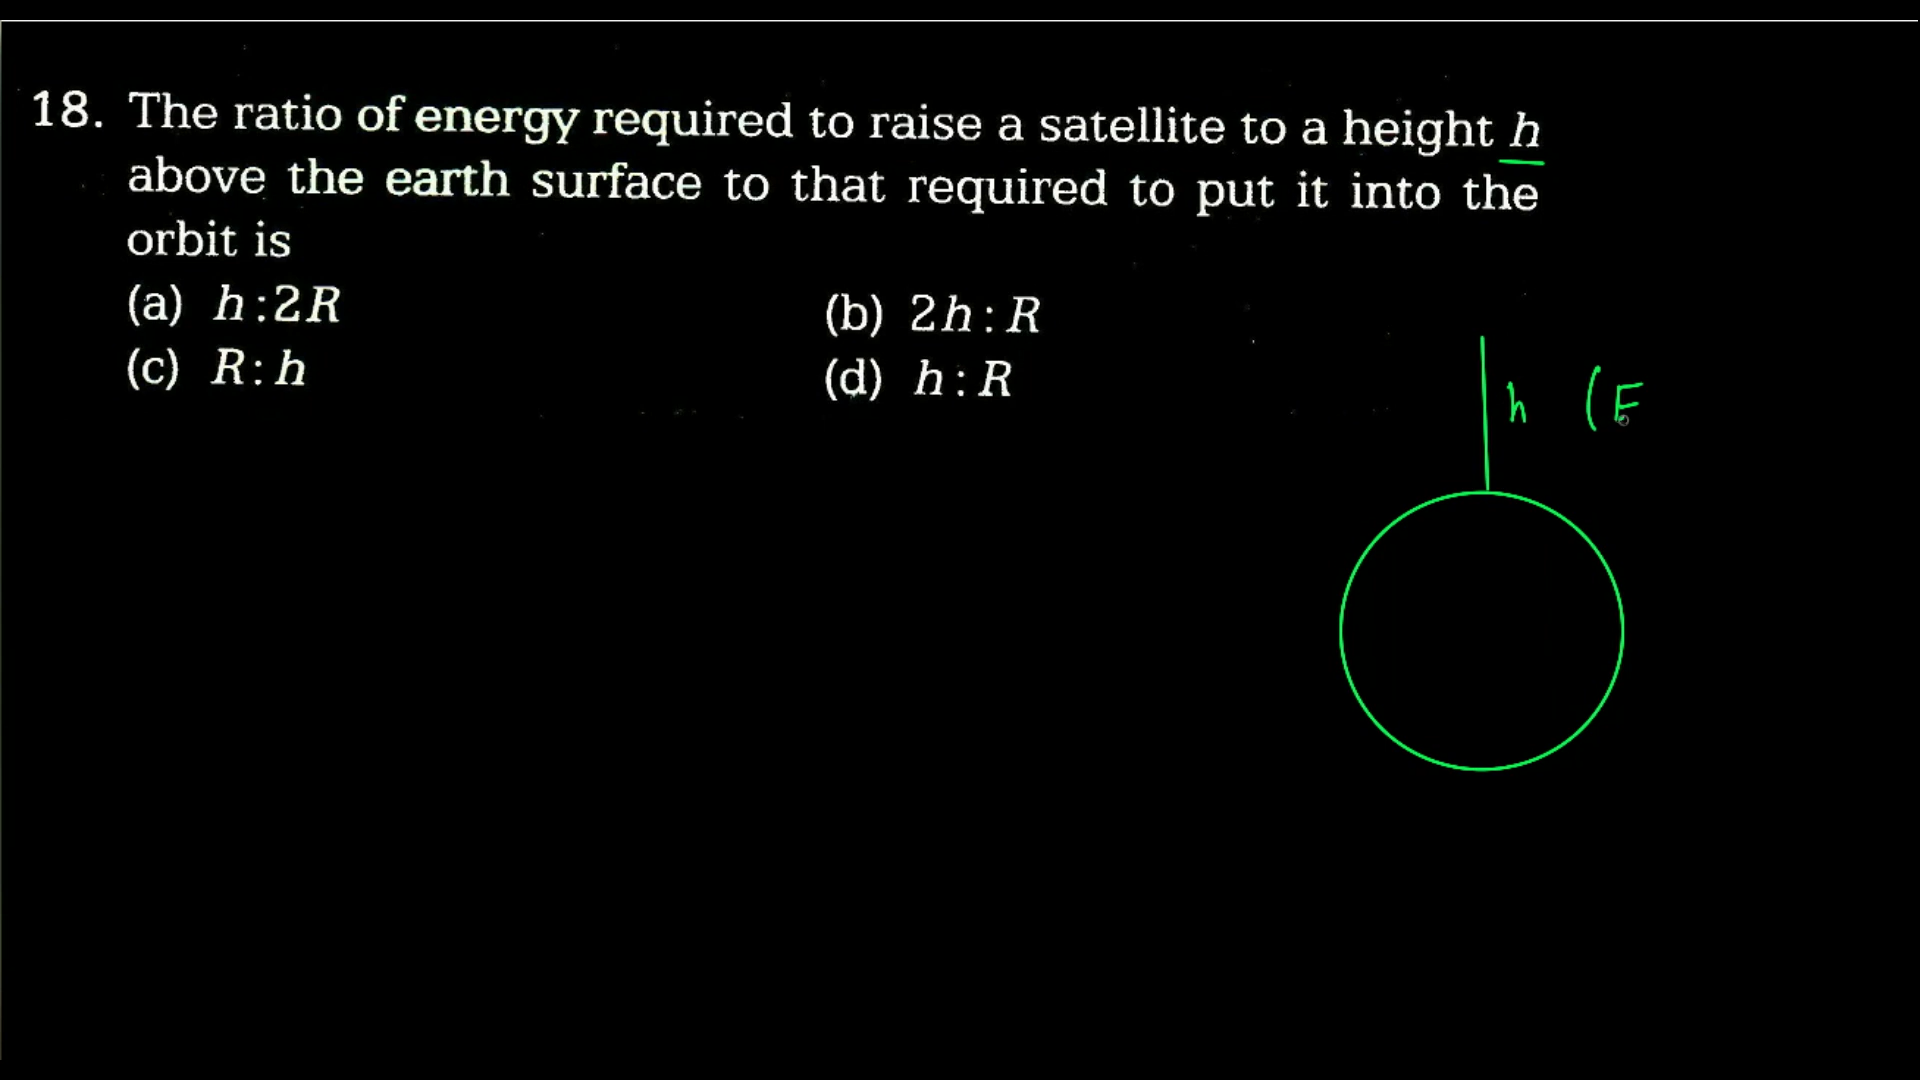 18. The ratio of energy required to raise a satellite to a height h
above the earth surface to that required to put it into the
orbit is
(a) h:2R (b) 2h:R
(c) R:h (d) h:R
h (E